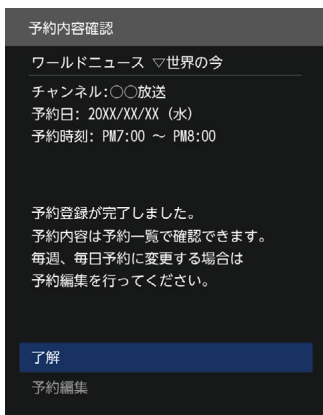 予約内容確認
ワールドニュース ▽世界の今
チャンネル:○○放送
予約日: 20XX/XX/XX (水)
予約時刻: PM7:00 ～ PM8:00
予約登録が完了しました。
予約内容は予約一覧で確認できます。
毎週、毎日予約に変更する場合は
予約編集を行ってください。
了解
予約編集